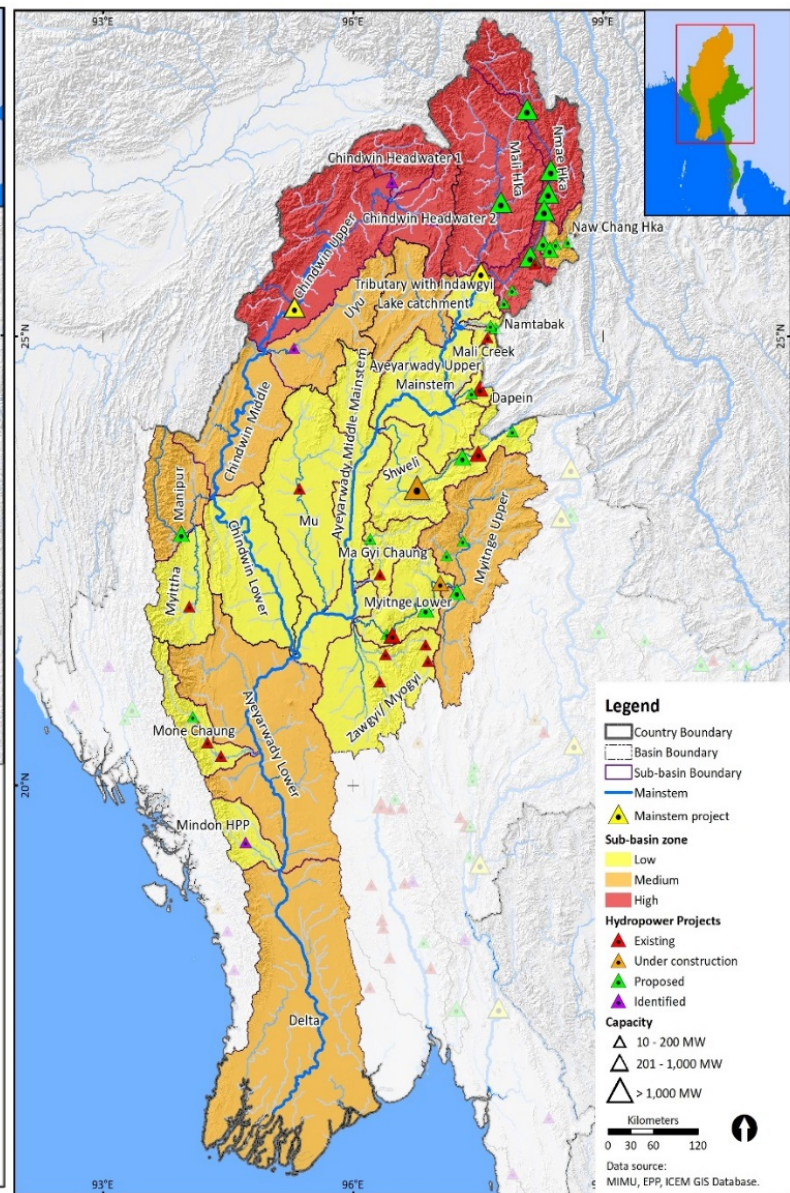 93°E
96°E
99°E
Chindwin Headwater 1
Mali Hka
Nmae Hka
Chindwin Headwater 2
Naw Chang Hka
Chindwin Upper
Tributary with Indawgyi
Lake catchment
Uyu
25°N
25°N
Namtabak
Mali Creek
Ayeyarwady Upper
Mainstem
Dapein
Chindwin Middle
Ayeyarwady Middle Mainstem
Shweli
Manipur
Mu
Chindwin Lower
Ma Gyi Chaung
Myitnge Upper
Myittha
Myitnge Lower
Zawgyi/ Myogyi
Ayeyarwady Lower
Mone Chaung
20°N
Mindon HPP
Delta
93°E
96°E
Legend
Country Boundary
Basin Boundary
Sub-basin Boundary
Mainstem
Mainstem project
Sub-basin zone
Low
Medium
High
Hydropower Projects
Existing
Under construction
Proposed
Identified
Capacity
10 - 200 MW
201 - 1,000 MW
> 1,000 MW
Kilometers
0 30 60 120
Data source:
MIMU, EPP, ICEM GIS Database.